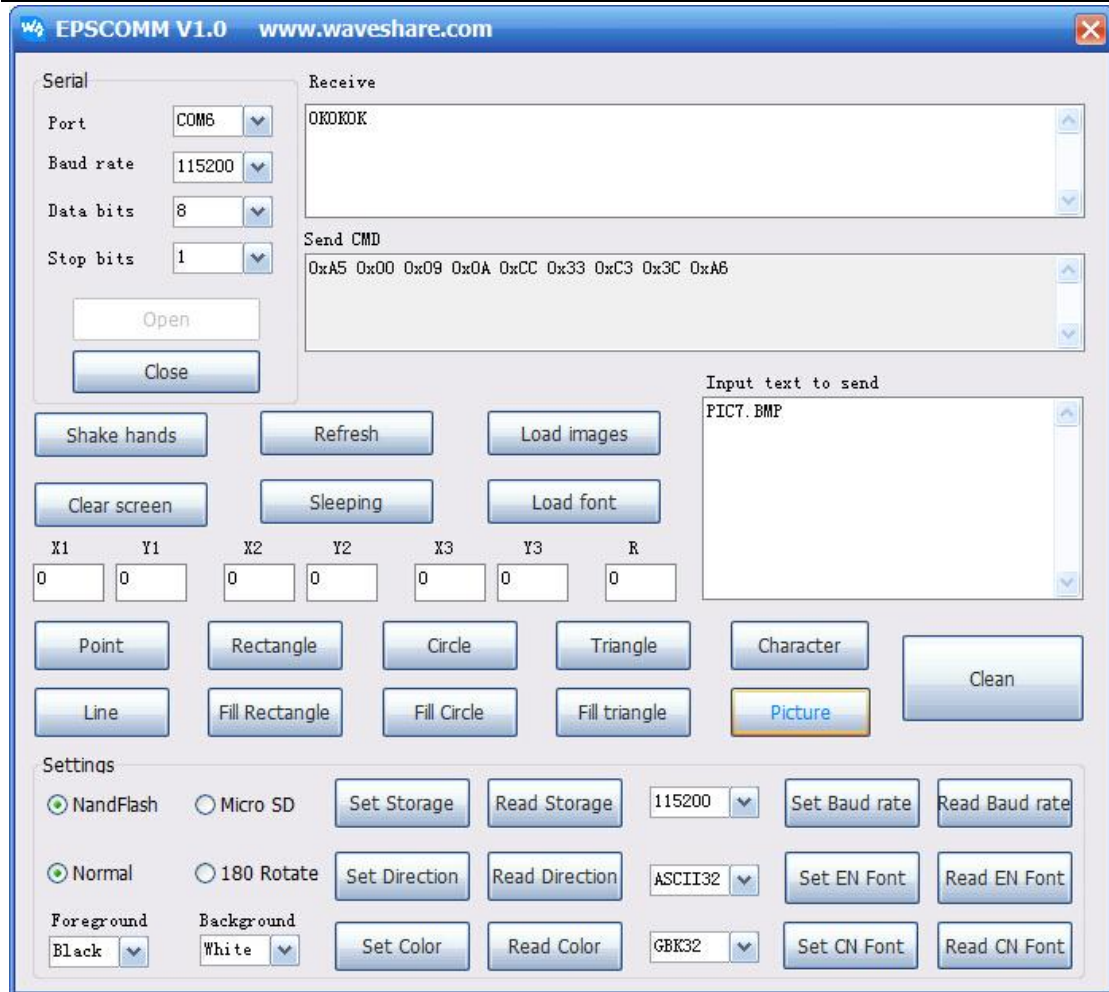 EPSCOMM V1.0 www.waveshare.com
Serial
Port COM6
Baud rate 115200
Data bits 8
Stop bits 1
Open
Close
Receive
OKOKOK
Send CMD
0xA5 0x00 0x09 0x0A 0xCC 0x33 0xC3 0x3C 0xA6
Input text to send
PIC7.BMP
Shake hands Refresh Load images
Clear screen Sleeping Load font
X1 Y1 X2 Y2 X3 Y3 R
0 0 0 0 0 0 0
Point Rectangle Circle Triangle Character
Clean
Line Fill Rectangle Fill Circle Fill triangle Picture
Settings
NandFlash Micro SD Set Storage Read Storage 115200 Set Baud rate Read Baud rate
Normal 180 Rotate Set Direction Read Direction ASCII32 Set EN Font Read EN Font
Foreground Background
Black White Set Color Read Color GBK32 Set CN Font Read CN Font